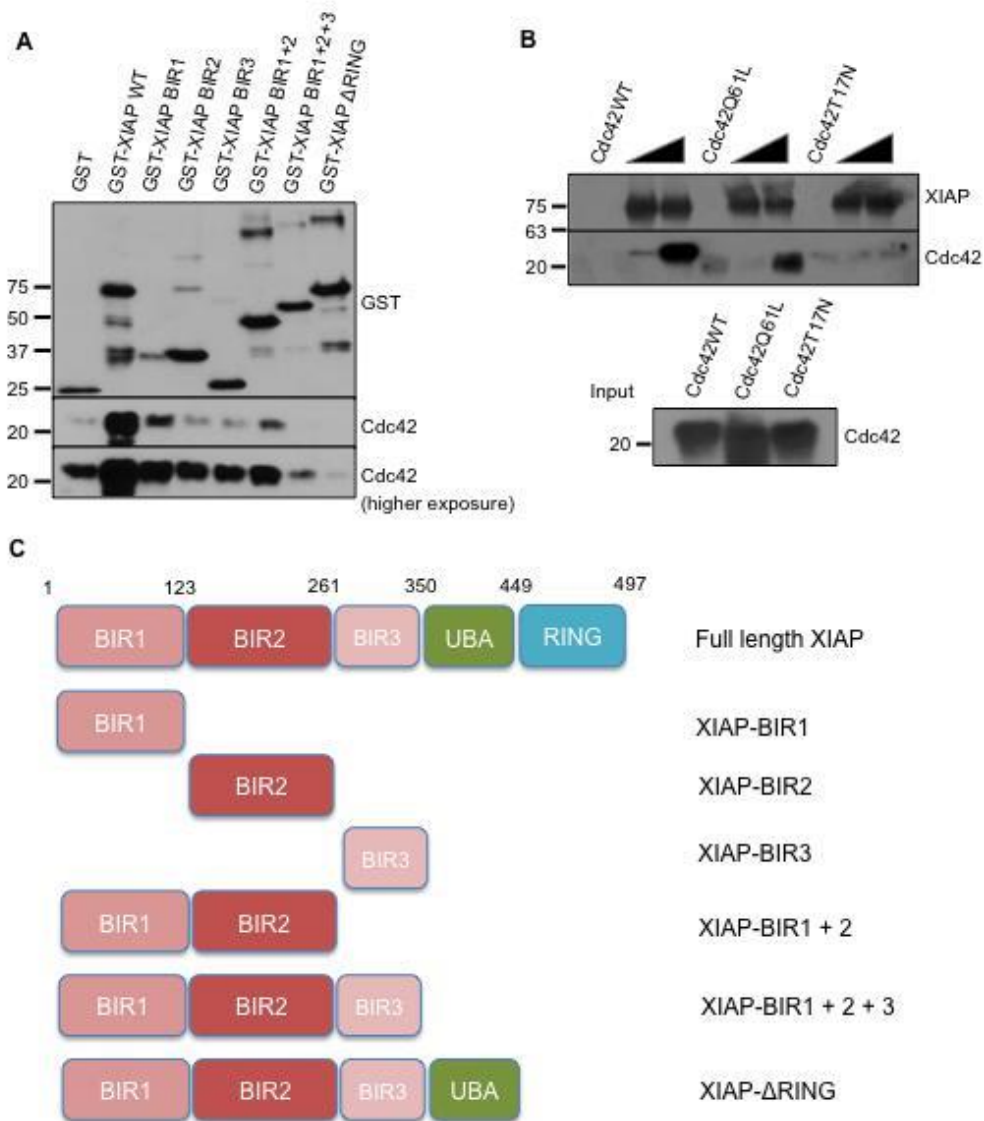 A
GST
GST-XIAP WT
GST-XIAP BIR1
GST-XIAP BIR2
GST-XIAP BIR3
GST-XIAP BIR1+2
GST-XIAP BIR1+2+3
GST-XIAP ΔRING
75
50
37
25
GST
20
Cdc42
20
Cdc42
(higher exposure)
B
Cdc42WT
Cdc42Q61L
Cdc42T17N
75
XIAP
63
20
Cdc42
Cdc42WT
Cdc42Q61L
Cdc42T17N
Input
20
Cdc42
C
1 123 261 350 449 497
BIR1 BIR2 BIR3 UBA RING Full length XIAP
BIR1 XIAP-BIR1
BIR2 XIAP-BIR2
BIR3 XIAP-BIR3
BIR1 BIR2 XIAP-BIR1 + 2
BIR1 BIR2 BIR3 XIAP-BIR1 + 2 + 3
BIR1 BIR2 BIR3 UBA XIAP-ΔRING